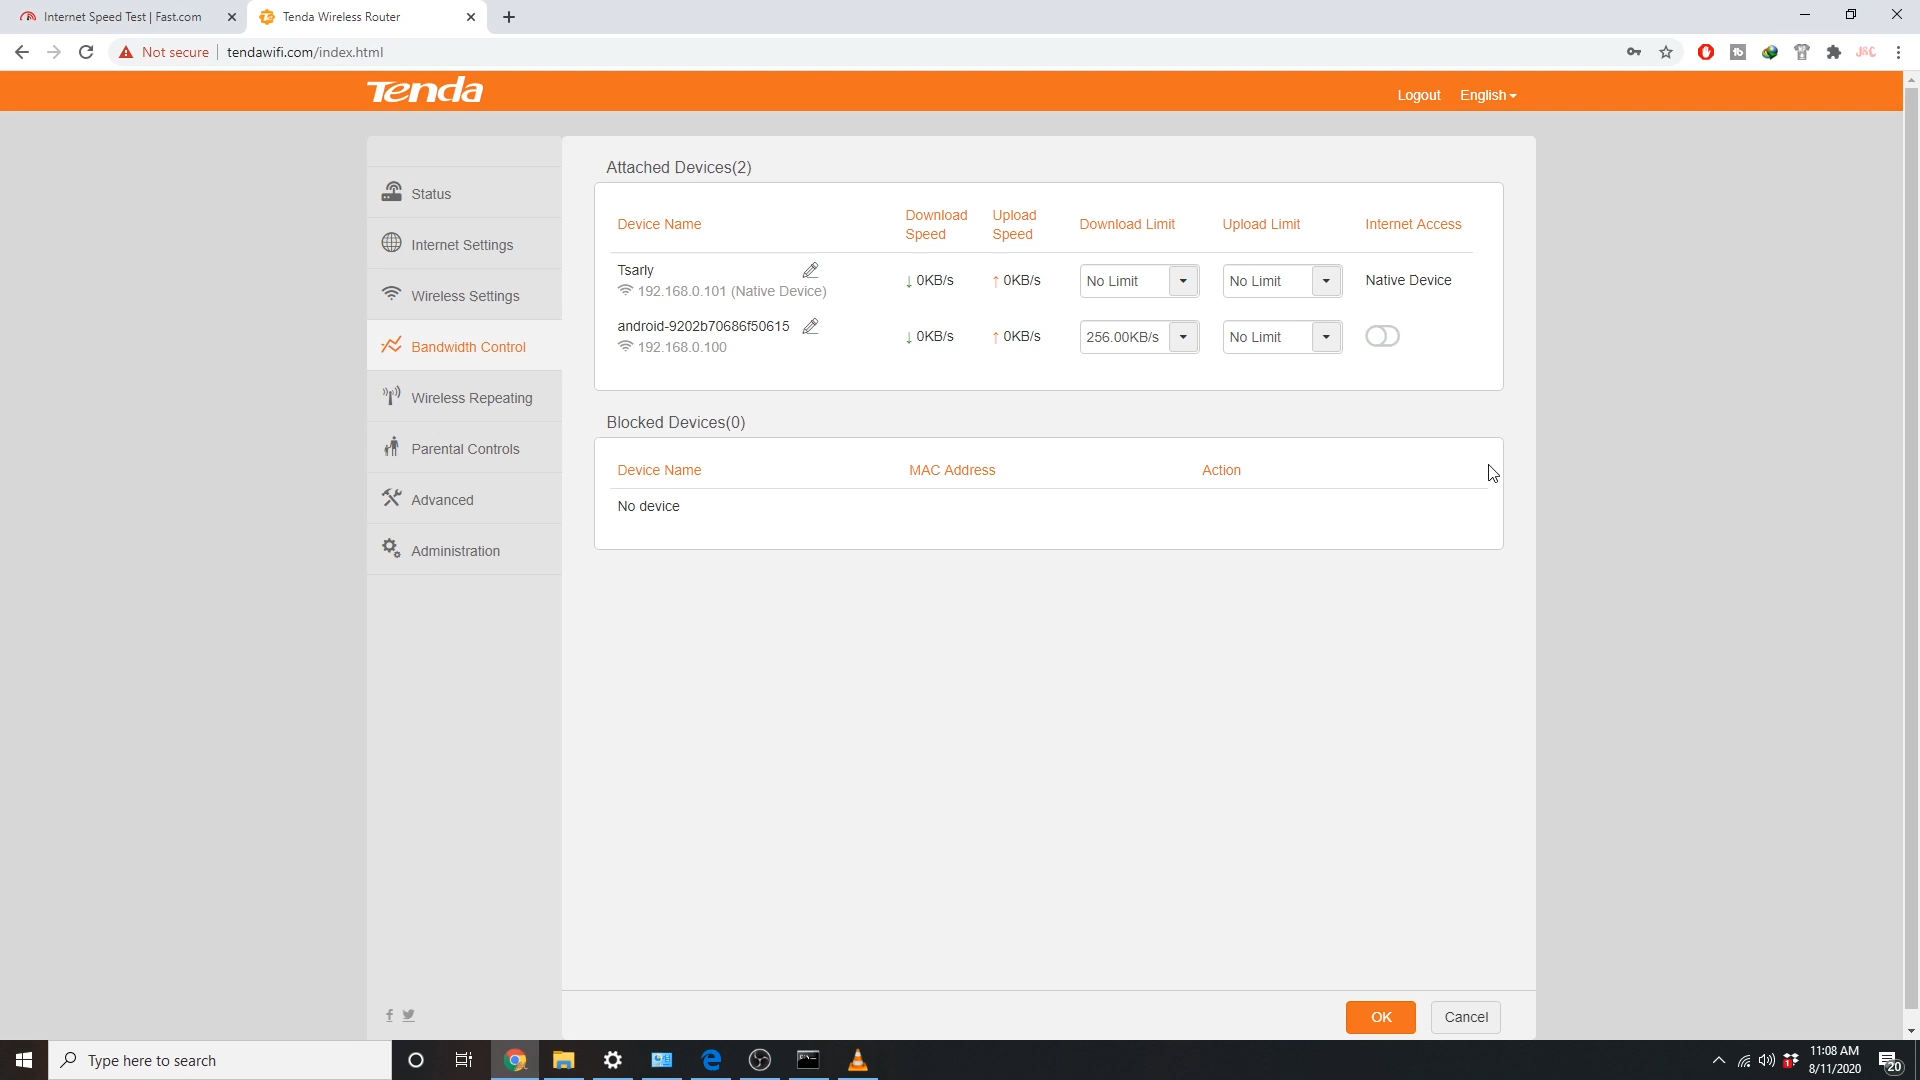 Internet Speed Test | Fast.com
Tenda Wireless Router
Not secure
tendawifi.com/index.html
Tenda
Logout
English
Status
Internet Settings
Wireless Settings
Bandwidth Control
Wireless Repeating
Parental Controls
Advanced
Administration
Attached Devices(2)
Device Name
Download Speed
Upload Speed
Download Limit
Upload Limit
Internet Access
Tsarly
192.168.0.101 (Native Device)
↓ 0KB/s
↑ 0KB/s
No Limit
No Limit
Native Device
android-9202b70686f50615
192.168.0.100
↓ 0KB/s
↑ 0KB/s
256.00KB/s
No Limit
Blocked Devices(0)
Device Name
MAC Address
Action
No device
OK
Cancel
Type here to search
11:08 AM
8/11/2020
20